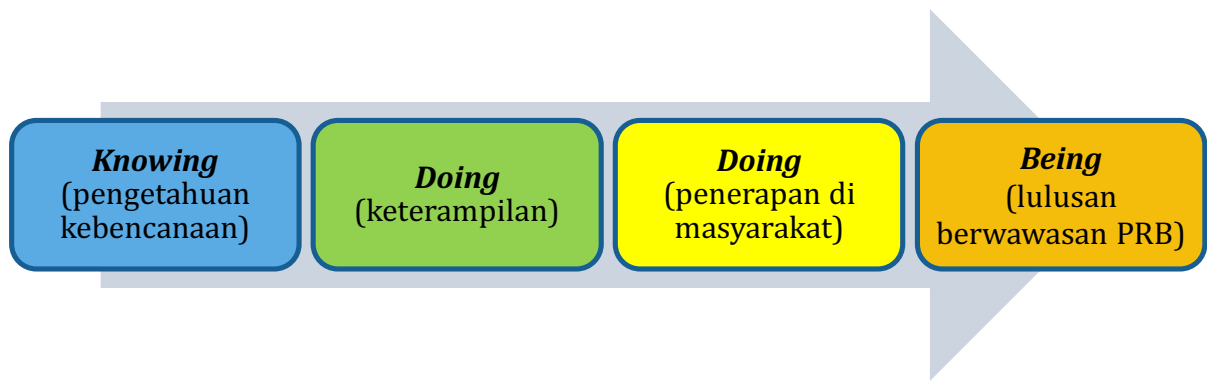 Knowing
(pengetahuan
kebencanaan)
Doing
(keterampilan)
Doing
(penerapan di
masyarakat)
Being
(lulusan
berwawasan PRB)